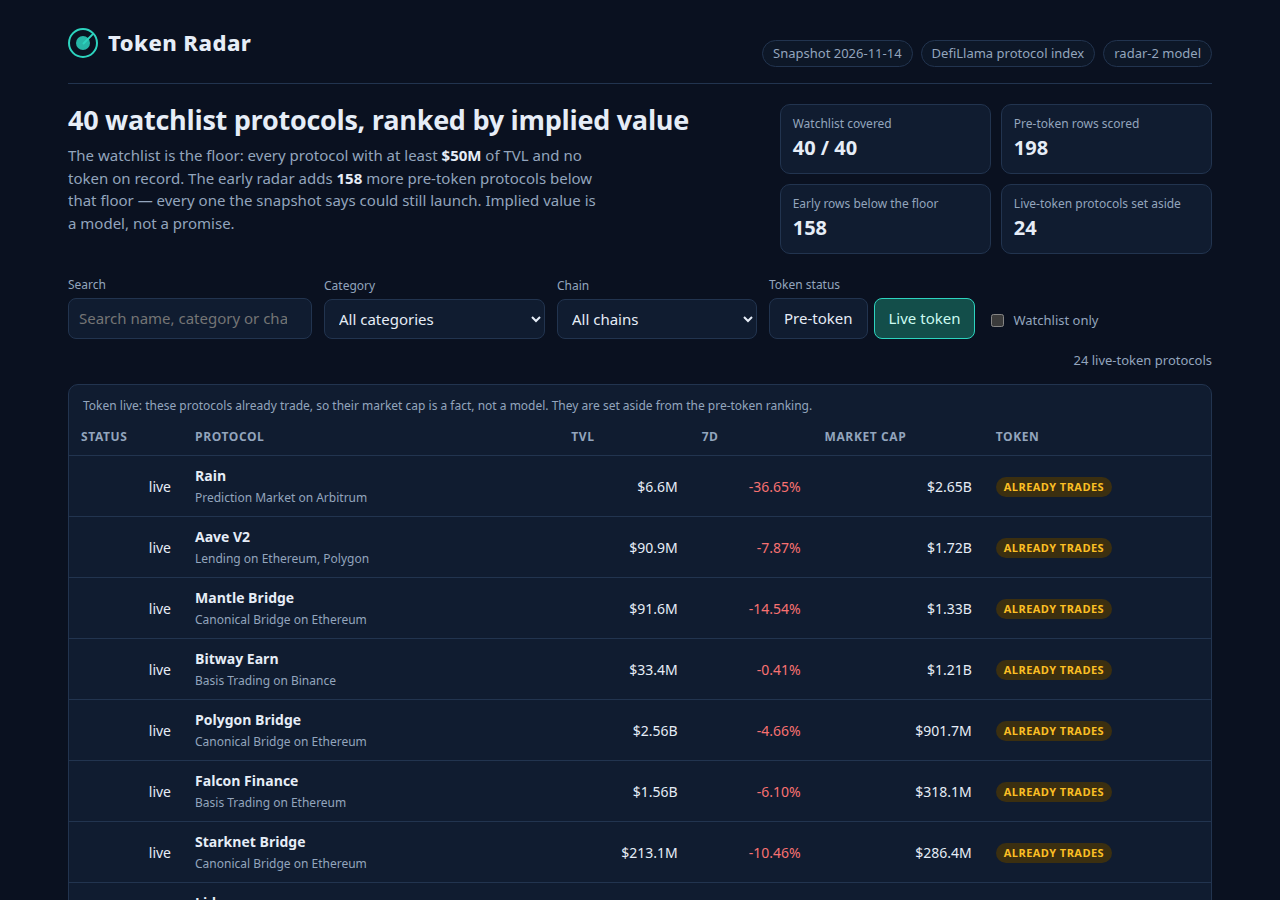 Token Radar
Snapshot 2026-11-14
DefiLlama protocol index
radar-2 model
40 watchlist protocols, ranked by implied value
The watchlist is the floor: every protocol with at least $50M of TVL and no
token on record. The early radar adds 158 more pre-token protocols below
that floor — every one the snapshot says could still launch. Implied value is
a model, not a promise.
Watchlist covered
40 / 40
Pre-token rows scored
198
Early rows below the floor
158
Live-token protocols set aside
24
Search
Search name, category or cha
Category
All categories
Chain
All chains
Token status
Pre-token
Live token
Watchlist only
24 live-token protocols
Token live: these protocols already trade, so their market cap is a fact, not a model. They are set aside from the pre-token ranking.
STATUS PROTOCOL TVL 7D MARKET CAP TOKEN
live Rain $6.6M -36.65% $2.65B ALREADY TRADES
Prediction Market on Arbitrum
live Aave V2 $90.9M -7.87% $1.72B ALREADY TRADES
Lending on Ethereum, Polygon
live Mantle Bridge $91.6M -14.54% $1.33B ALREADY TRADES
Canonical Bridge on Ethereum
live Bitway Earn $33.4M -0.41% $1.21B ALREADY TRADES
Basis Trading on Binance
live Polygon Bridge $2.56B -4.66% $901.7M ALREADY TRADES
Canonical Bridge on Ethereum
live Falcon Finance $1.56B -6.10% $318.1M ALREADY TRADES
Basis Trading on Ethereum
live Starknet Bridge $213.1M -10.46% $286.4M ALREADY TRADES
Canonical Bridge on Ethereum